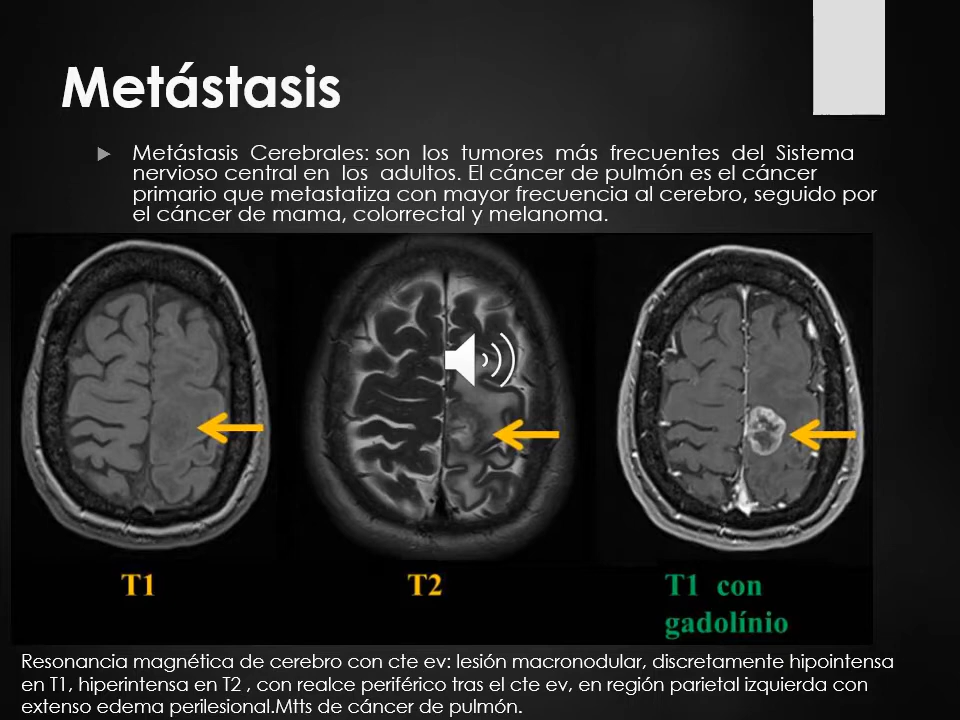 Metástasis
Metástasis Cerebrales: son los tumores más frecuentes del Sistema
nervioso central en los adultos. El cáncer de pulmón es el cáncer
primario que metastatiza con mayor frecuencia al cerebro, seguido por
el cáncer de mama, colorrectal y melanoma.
T1
T2
T1 con
gadolínio
Resonancia magnética de cerebro con cte ev: lesión macronodular, discretamente hipointensa
en T1, hiperintensa en T2 , con realce periférico tras el cte ev, en región parietal izquierda con
extenso edema perilesional.Mtts de cáncer de pulmón.